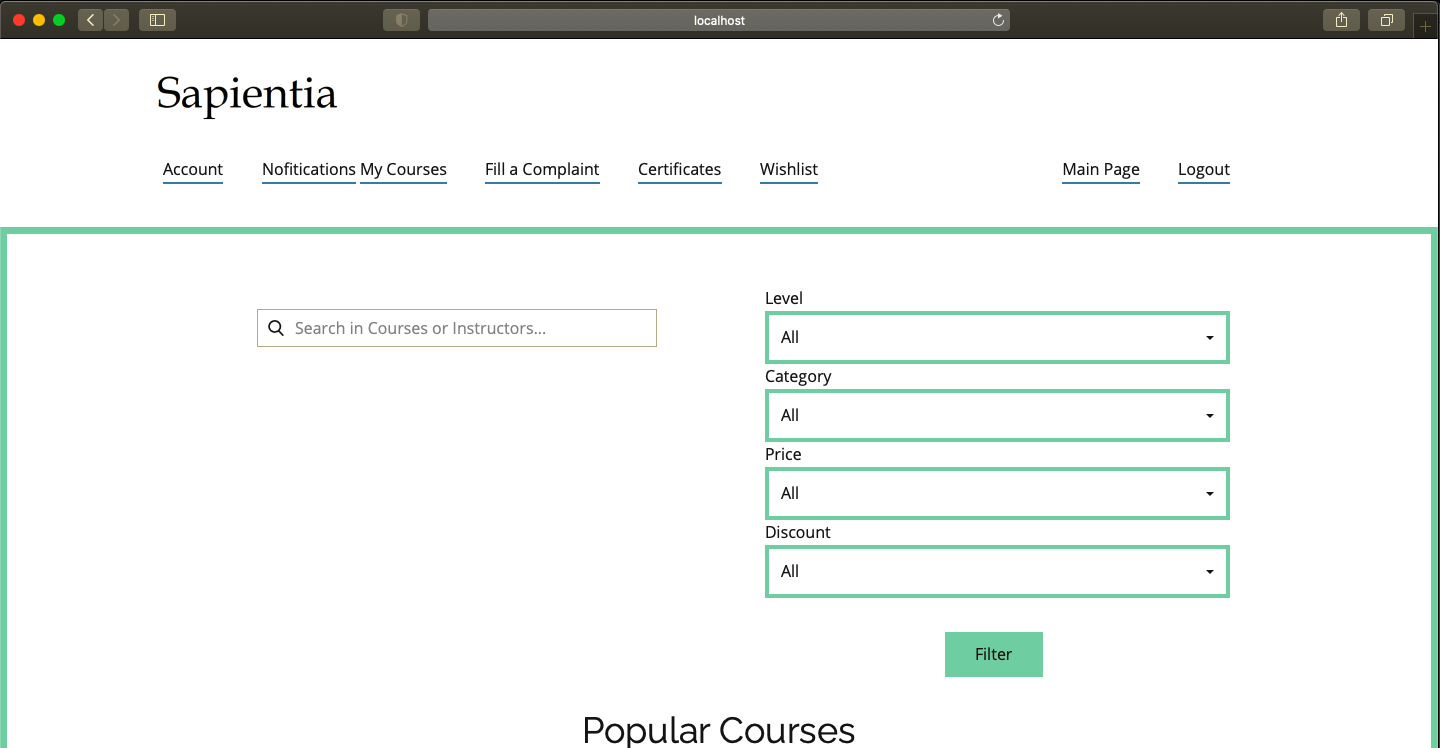 localhost
Sapientia
Account Nofitications My Courses Fill a Complaint Certificates Wishlist Main Page Logout
Search in Courses or Instructors...
Level
All
Category
All
Price
All
Discount
All
Filter
Popular Courses